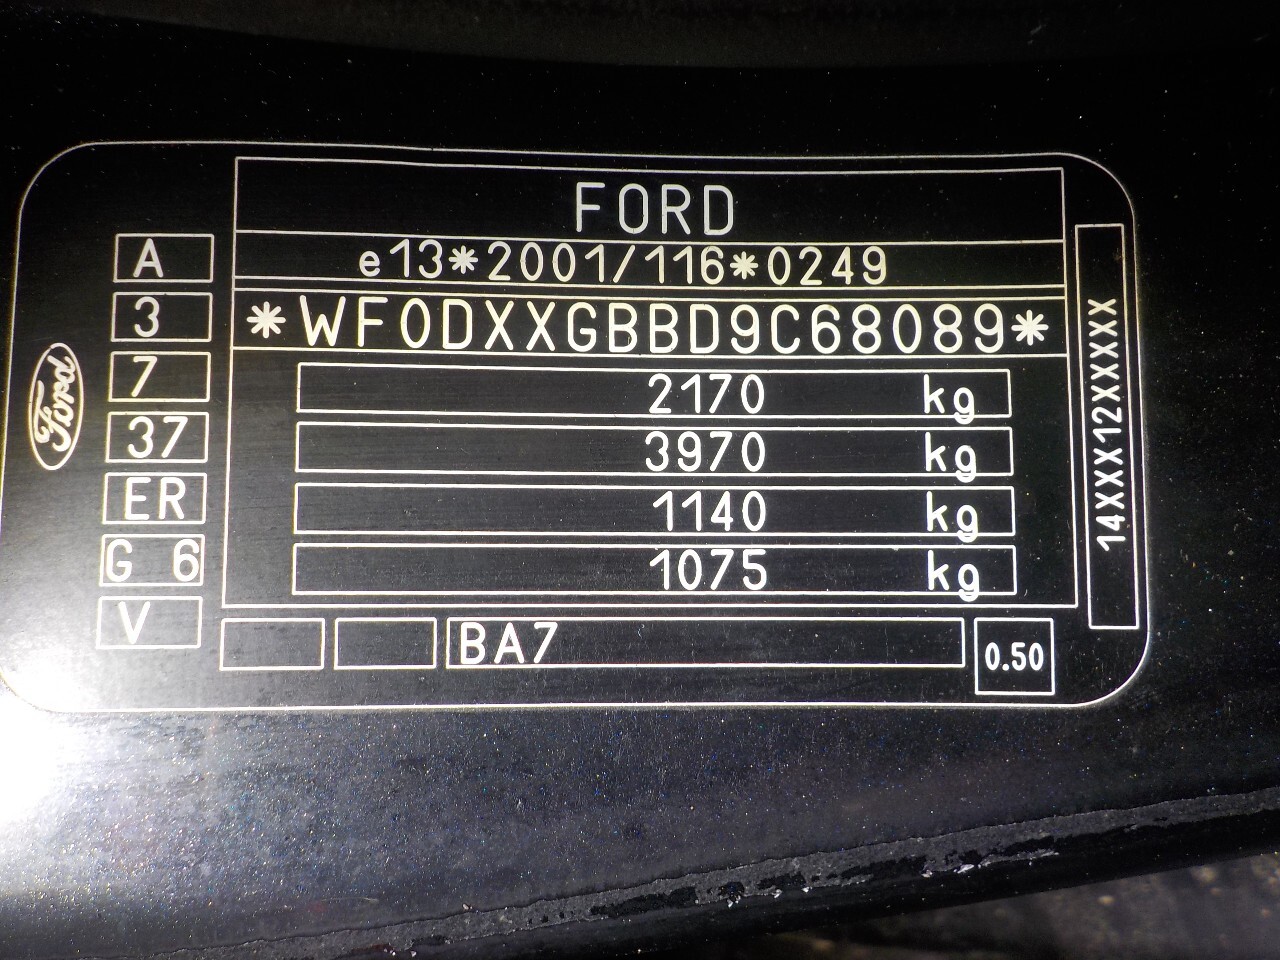 FORD
e13*2001/116*0249
*WF0DXXGBBD9C68089*
2170 kg
3970 kg
1140 kg
1075 kg
A
3
7
37
ER
G 6
V
Ford
BA7
0.50
14XXX12XXXXXX